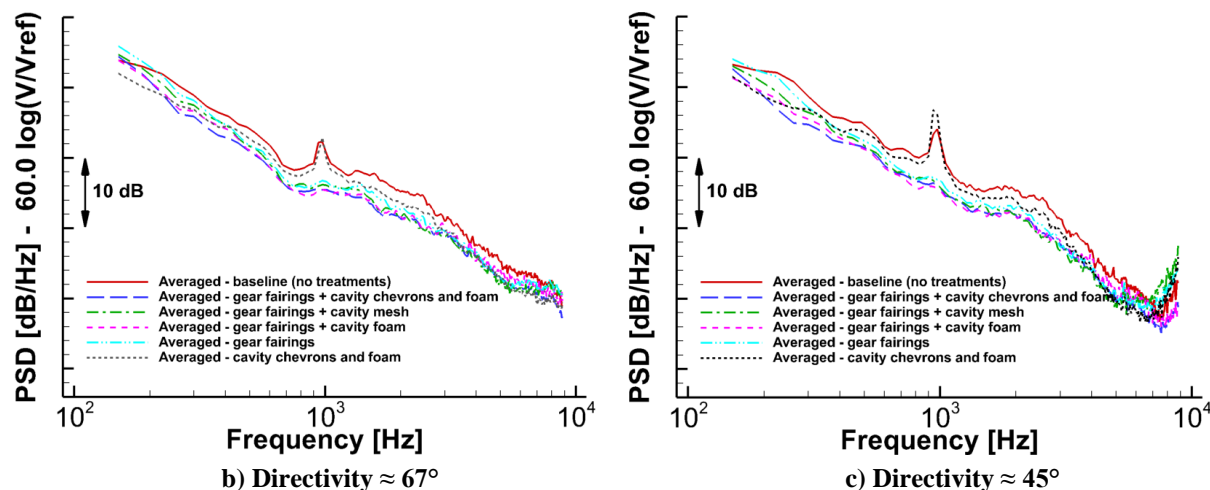 PSD [dB/Hz] - 60.0 log(V/Vref)
10 dB
Averaged - baseline (no treatments)
Averaged - gear fairings + cavity chevrons and foam
Averaged - gear fairings + cavity mesh
Averaged - gear fairings + cavity foam
Averaged - gear fairings
Averaged - cavity chevrons and foam
10² 10³ 10⁴
Frequency [Hz]
b) Directivity ≈ 67°
PSD [dB/Hz] - 60.0 log(V/Vref)
10 dB
Averaged - baseline (no treatments)
Averaged - gear fairings + cavity chevrons and foam
Averaged - gear fairings + cavity mesh
Averaged - gear fairings + cavity foam
Averaged - gear fairings
Averaged - cavity chevrons and foam
10² 10³ 10⁴
Frequency [Hz]
c) Directivity ≈ 45°